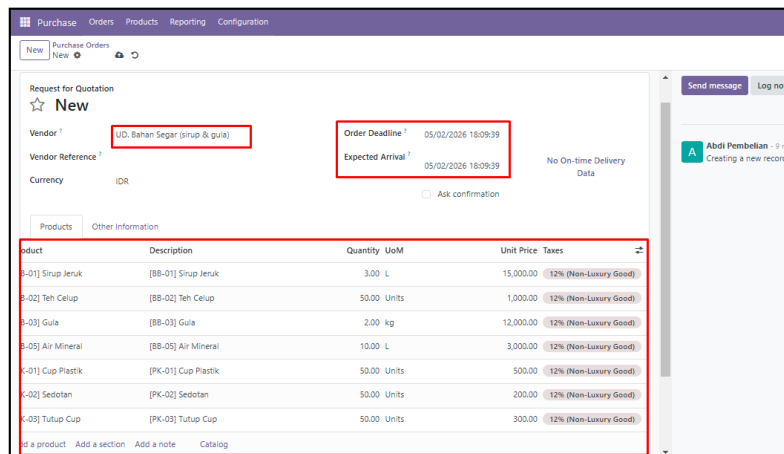 Purchase Orders Products Reporting Configuration
New Purchase Orders
New
Request for Quotation
New
Vendor ? UD. Bahan Segar (sirup & gula) Order Deadline ? 05/02/2026 18:09:39
Vendor Reference ? Expected Arrival ? 05/02/2026 18:09:39
Currency IDR
Ask confirmation
No On-time Delivery
Data
Products Other Information
oduct Description Quantity UoM Unit Price Taxes
B-01] Sirup Jeruk [BB-01] Sirup Jeruk 3.00 L 15,000.00 12% (Non-Luxury Good)
B-02] Teh Celup [BB-02] Teh Celup 50.00 Units 1,000.00 12% (Non-Luxury Good)
B-03] Gula [BB-03] Gula 2.00 kg 12,000.00 12% (Non-Luxury Good)
B-05] Air Mineral [BB-05] Air Mineral 10.00 L 3,000.00 12% (Non-Luxury Good)
K-01] Cup Plastik [PK-01] Cup Plastik 50.00 Units 500.00 12% (Non-Luxury Good)
K-02] Sedotan [PK-02] Sedotan 50.00 Units 200.00 12% (Non-Luxury Good)
K-03] Tutup Cup [PK-03] Tutup Cup 50.00 Units 300.00 12% (Non-Luxury Good)
d a product Add a section Add a note Catalog
Send message Log no
A Abdi Pembelian - 9
Creating a new record